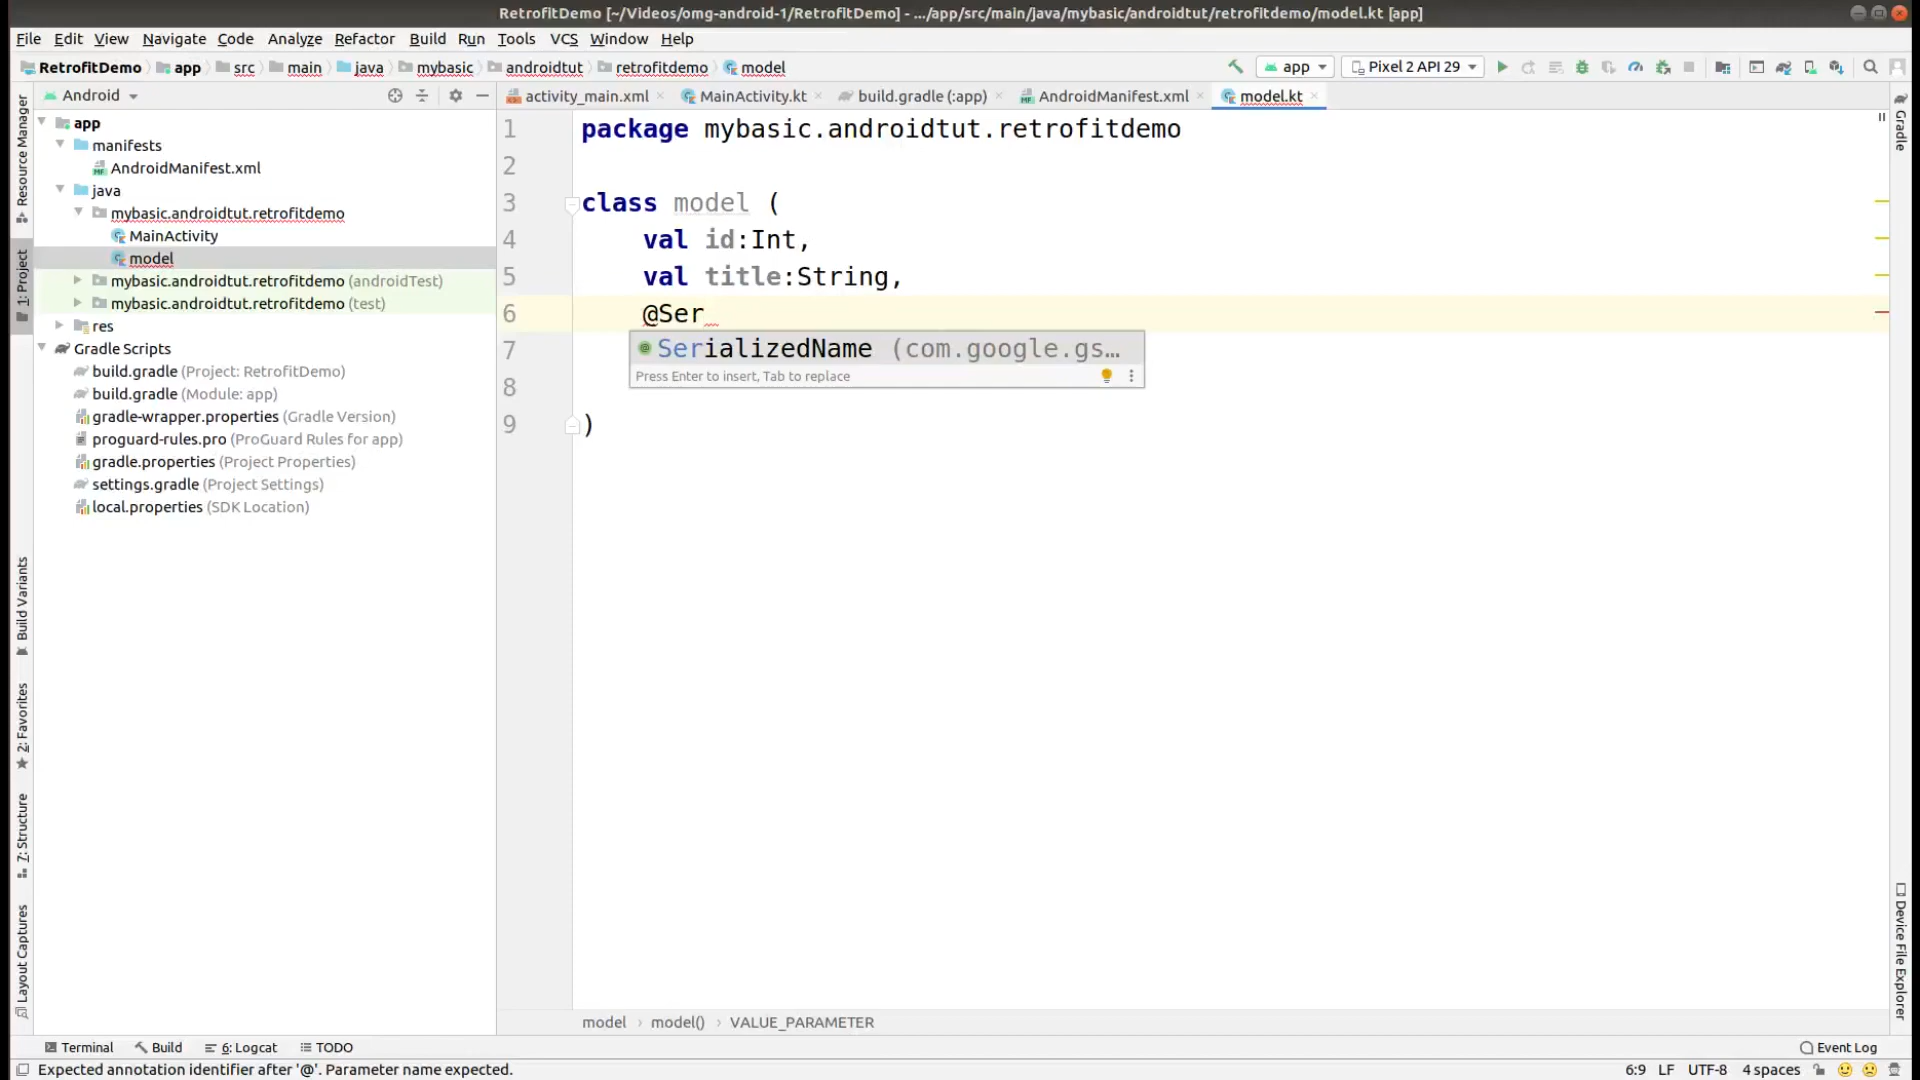 RetrofitDemo [~/Videos/omg-android-1/RetrofitDemo] - .../app/src/main/java/mybasic/androidtut/retrofitdemo/model.kt [app]
File Edit View Navigate Code Analyze Refactor Build Run Tools VCS Window Help
RetrofitDemo app src main java mybasic androidtut retrofitdemo model app Pixel 2 API 29
Android activity_main.xml MainActivity.kt build.gradle (:app) AndroidManifest.xml model.kt
app
manifests
AndroidManifest.xml
java
mybasic.androidtut.retrofitdemo
MainActivity
model
mybasic.androidtut.retrofitdemo (androidTest)
mybasic.androidtut.retrofitdemo (test)
res
Gradle Scripts
build.gradle (Project: RetrofitDemo)
build.gradle (Module: app)
gradle-wrapper.properties (Gradle Version)
proguard-rules.pro (ProGuard Rules for app)
gradle.properties (Project Properties)
settings.gradle (Project Settings)
local.properties (SDK Location)
1 package mybasic.androidtut.retrofitdemo
2
3 class model (
4 val id:Int,
5 val title:String,
6 @Ser
7
8
9 )
SerializedName (com.google.gs…
Press Enter to insert, Tab to replace
Resource Manager
1: Project
Build Variants
2: Favorites
7: Structure
Layout Captures
Gradle
Device File Explorer
model › model() › VALUE_PARAMETER
Terminal Build 6: Logcat TODO Event Log
Expected annotation identifier after '@'. Parameter name expected. 6:9 LF UTF-8 4 spaces